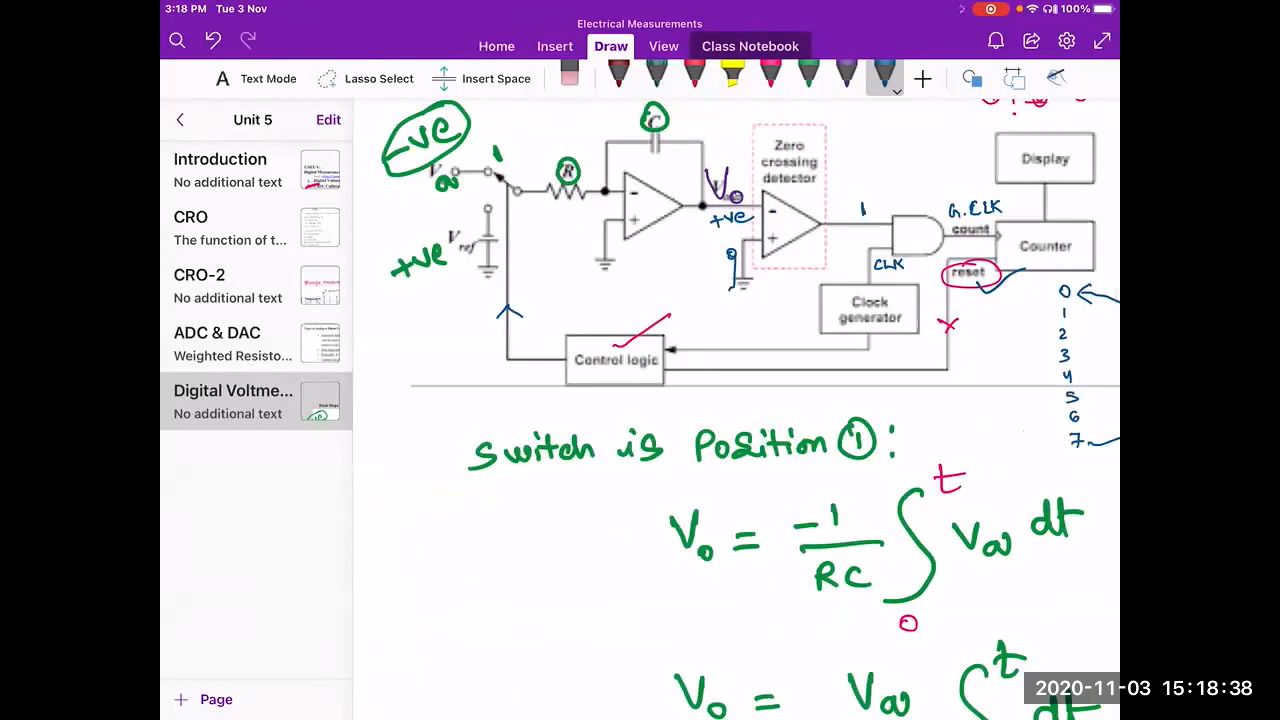 3:18 PM Tue 3 Nov
100%
Electrical Measurements
Home Insert Draw View Class Notebook
A Text Mode Lasso Select Insert Space
Unit 5 Edit
Introduction
No additional text
CRO
The function of t...
CRO-2
No additional text
ADC & DAC
Weighted Resisto...
Digital Voltme...
No additional text
+ Page
-ve
1
R
C
Vref
+ve
-
+
Vo
+ve
Zero
crossing
detector
-
+
0
1
CLK
G.CLK
count
reset
Display
Counter
Clock
generator
Control logic
0
1
2
3
4
5
6
7
Switch is Position ① :
Vo = -1/RC ∫ 0 t Va dt
Vo = Va ∫ t dt
2020-11-03 15:18:38